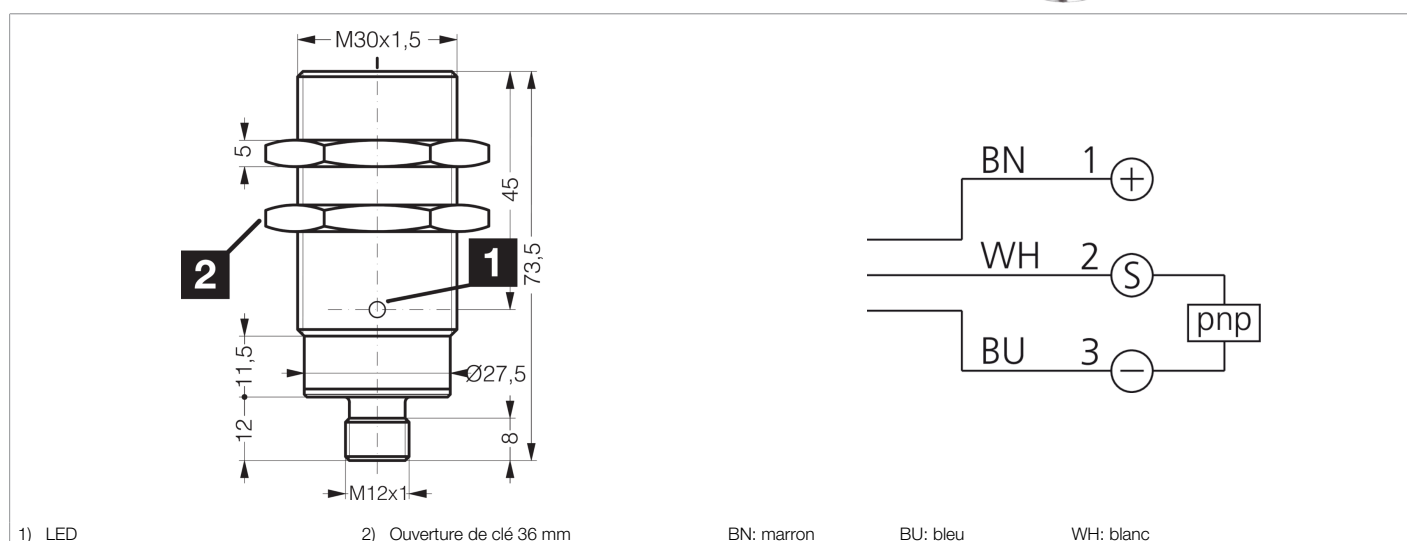 M30x1,5
5
45
73,5
2
1
11,5
Ø27,5
12
8
M12x1
BN 1 +
WH 2 S
pnp
BU 3 −
1) LED 2) Ouverture de clé 36 mm BN: marron BU: bleu WH: blanc